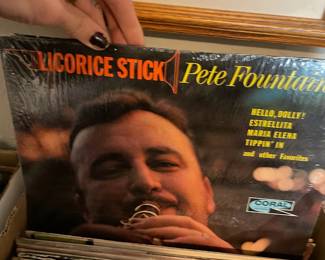 LICORICE STICK Pete Fountain
HELLO, DOLLY!
ESTRELLITA
MARIA ELENA
TIPPIN' IN
and other Favorites
CORAL